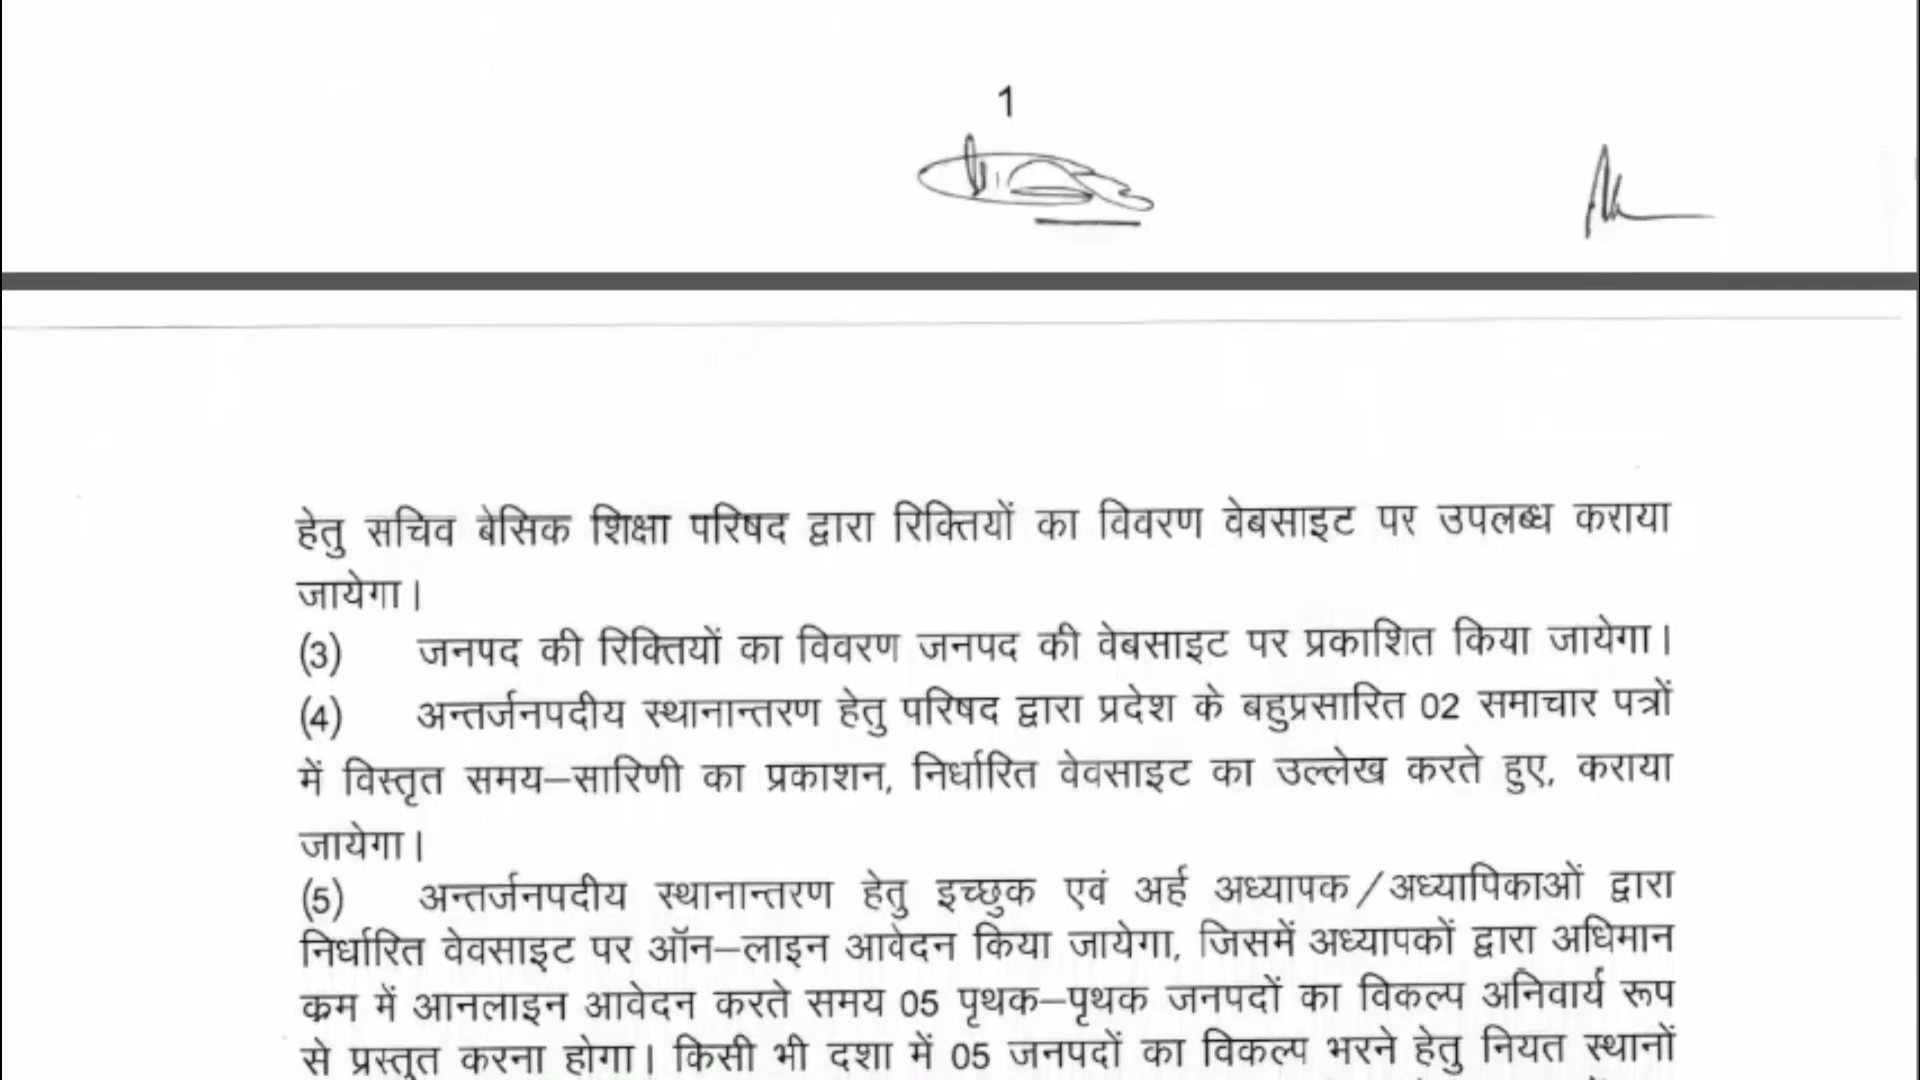 1
हेतु सचिव बेसिक शिक्षा परिषद द्वारा रिक्तियों का विवरण वेबसाइट पर उपलब्ध कराया
जायेगा।
(3) जनपद की रिक्तियों का विवरण जनपद की वेबसाइट पर प्रकाशित किया जायेगा।
(4) अन्तर्जनपदीय स्थानान्तरण हेतु परिषद द्वारा प्रदेश के बहुप्रसारित 02 समाचार पत्रों
में विस्तृत समय–सारिणी का प्रकाशन, निर्धारित वेवसाइट का उल्लेख करते हुए, कराया
जायेगा।
(5) अन्तर्जनपदीय स्थानान्तरण हेतु इच्छुक एवं अर्ह अध्यापक/अध्यापिकाओं द्वारा
निर्धारित वेवसाइट पर ऑन–लाइन आवेदन किया जायेगा, जिसमें अध्यापकों द्वारा अधिमान
कम में आनलाइन आवेदन करते समय 05 पृथक–पृथक जनपदों का विकल्प अनिवार्य रूप
से प्रस्तुत करना होगा। किसी भी दशा में 05 जनपदों का विकल्प भरने हेतु नियत स्थानों